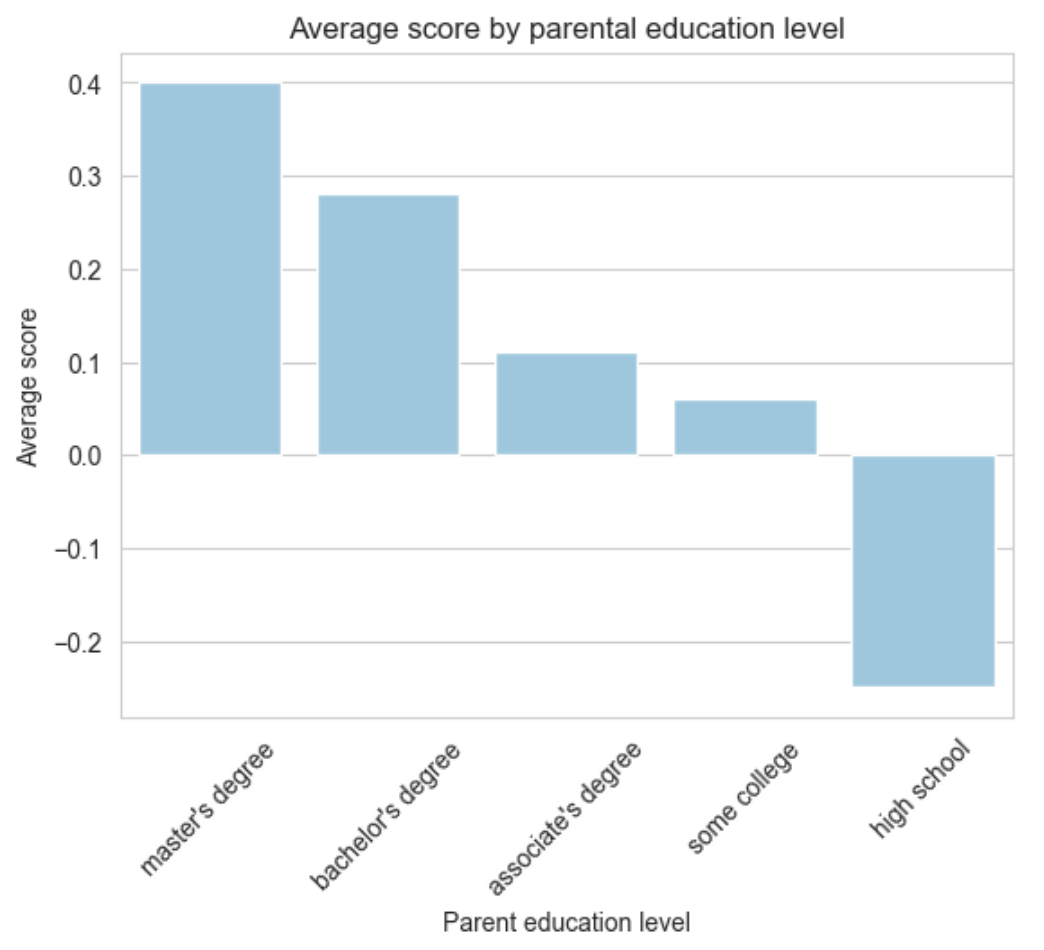 Average score by parental education level
Average score
0.4
0.3
0.2
0.1
0.0
−0.1
−0.2
master's degree
bachelor's degree
associate's degree
some college
high school
Parent education level